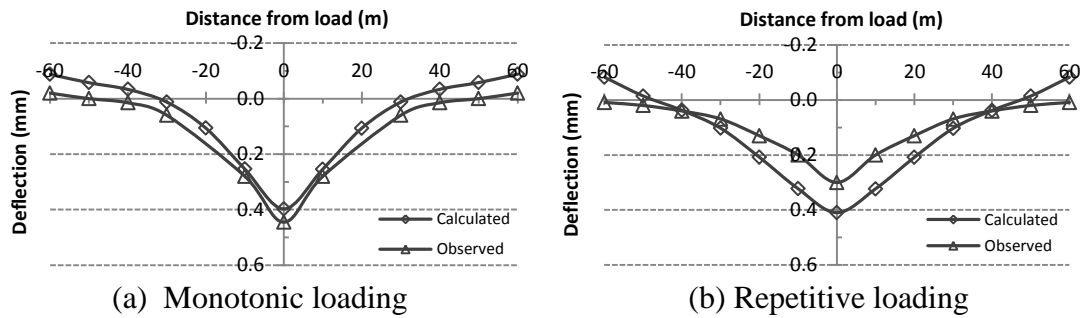 Distance from load (m)
-0.2
-60 -40 -20 0 20 40 60
0.0
0.2
0.4
0.6
Deflection (mm)
Calculated
Observed
(a) Monotonic loading
Distance from load (m)
-0.2
-60 -40 -20 0 20 40 60
0.0
0.2
0.4
0.6
Deflection (mm)
Calculated
Observed
(b) Repetitive loading